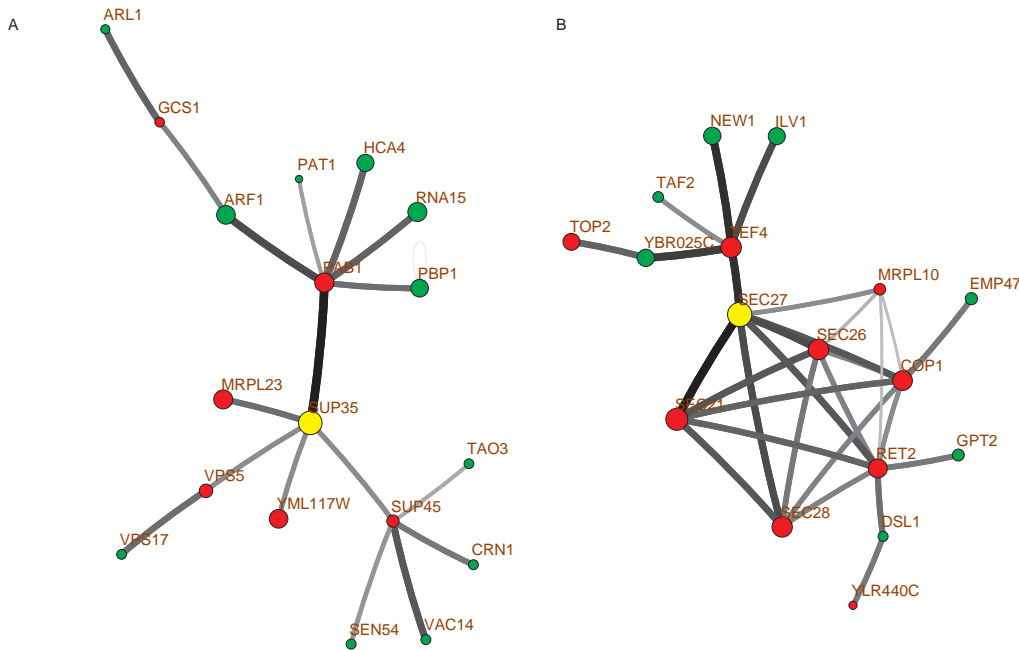 A
ARL1
GCS1
HCA4
PAT1
ARF1
RNA15
PAB1
PBP1
MRPL23
SUP35
TAO3
VPS5
YML117W
SUP45
VPS17
CRN1
SEN54
VAC14
B
NEW1
ILV1
TAF2
TOP2
YBR025C
TEF4
MRPL10
EMP47
SEC27
SEC26
COP1
SEC21
GPT2
RET2
SEC28
DSL1
YLR440C